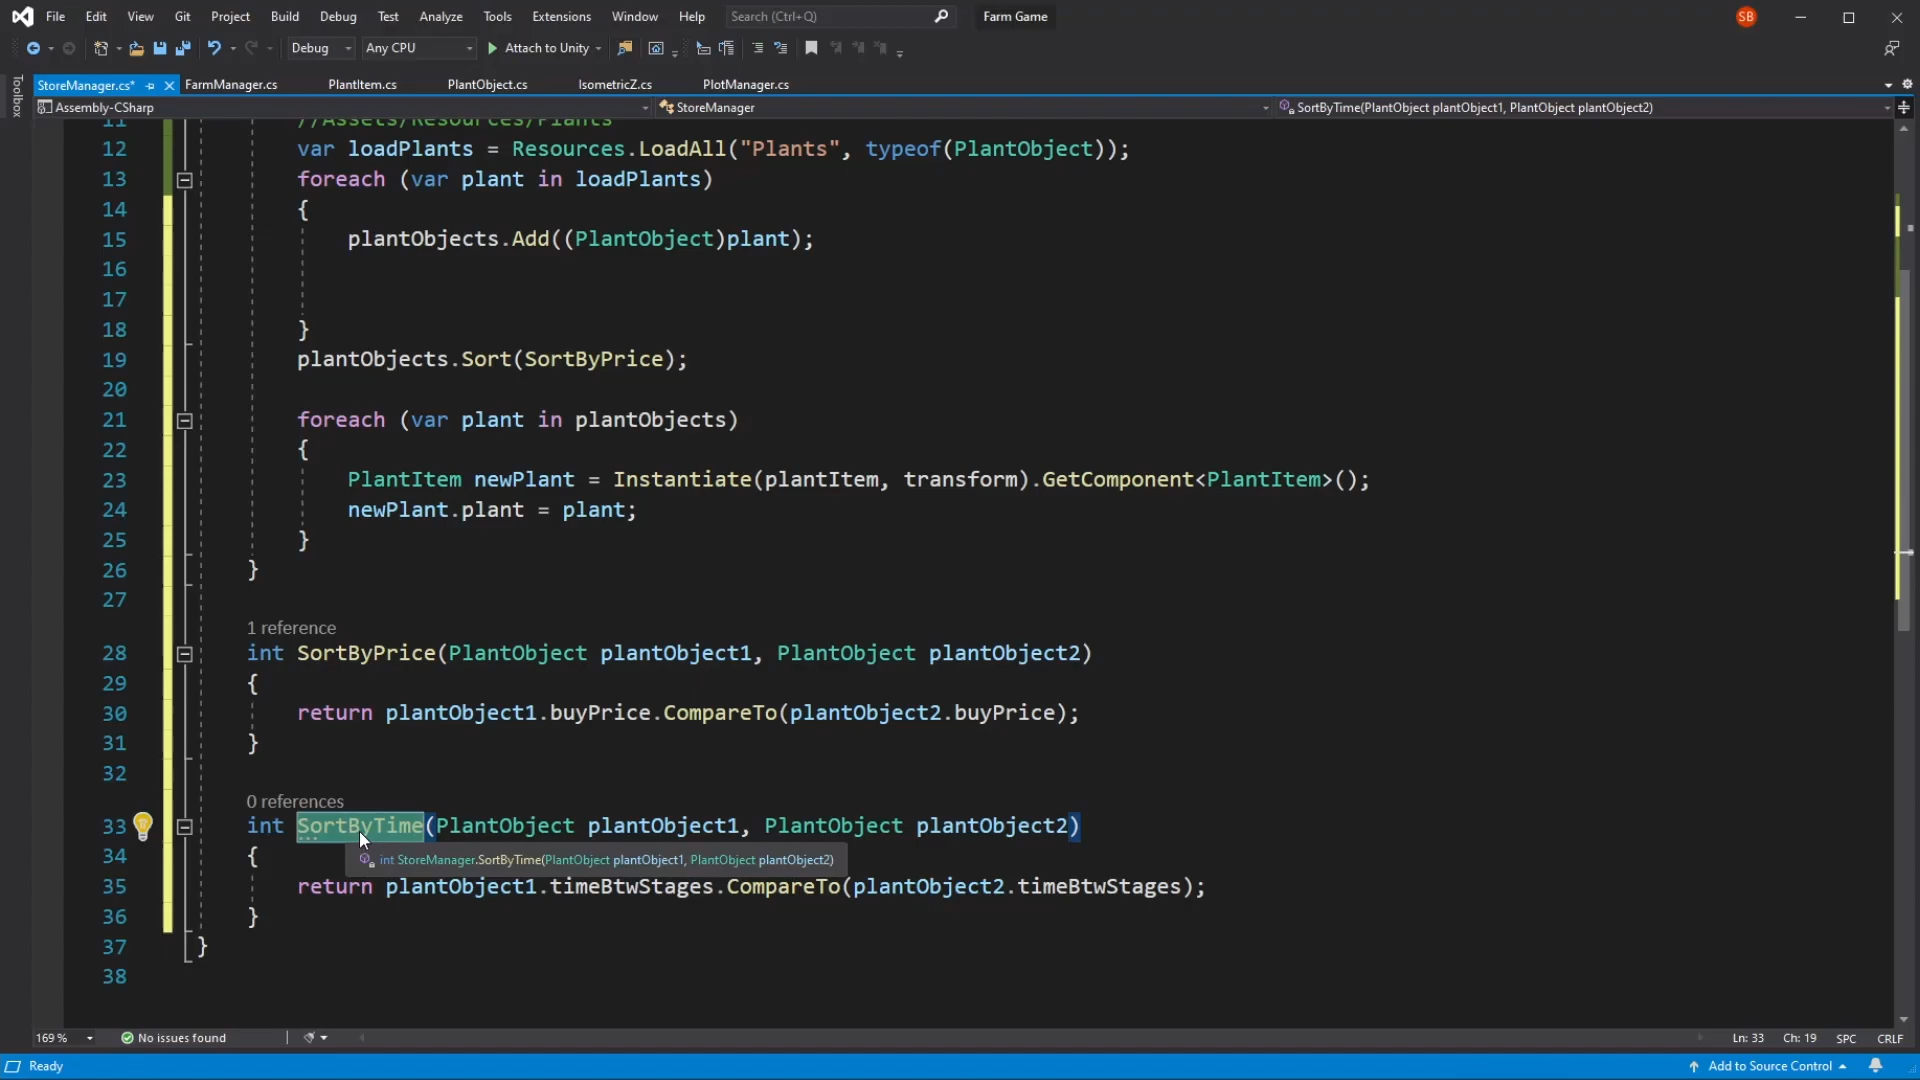 File Edit View Git Project Build Debug Test Analyze Tools Extensions Window Help Search (Ctrl+Q) Farm Game SB
Debug Any CPU Attach to Unity
Toolbox
StoreManager.cs* FarmManager.cs PlantItem.cs PlantObject.cs IsometricZ.cs PlotManager.cs
Assembly-CSharp StoreManager SortByTime(PlantObject plantObject1, PlantObject plantObject2)
11 //Assets/Resources/Plants
12 var loadPlants = Resources.LoadAll("Plants", typeof(PlantObject));
13 foreach (var plant in loadPlants)
14 {
15 plantObjects.Add((PlantObject)plant);
16
17
18 }
19 plantObjects.Sort(SortByPrice);
20
21 foreach (var plant in plantObjects)
22 {
23 PlantItem newPlant = Instantiate(plantItem, transform).GetComponent<PlantItem>();
24 newPlant.plant = plant;
25 }
26 }
27
1 reference
28 int SortByPrice(PlantObject plantObject1, PlantObject plantObject2)
29 {
30 return plantObject1.buyPrice.CompareTo(plantObject2.buyPrice);
31 }
32
0 references
33 int SortByTime(PlantObject plantObject1, PlantObject plantObject2)
34 {
int StoreManager.SortByTime(PlantObject plantObject1, PlantObject plantObject2)
35 return plantObject1.timeBtwStages.CompareTo(plantObject2.timeBtwStages);
36 }
37 }
38
169 % No issues found Ln: 33 Ch: 19 SPC CRLF
Ready Add to Source Control